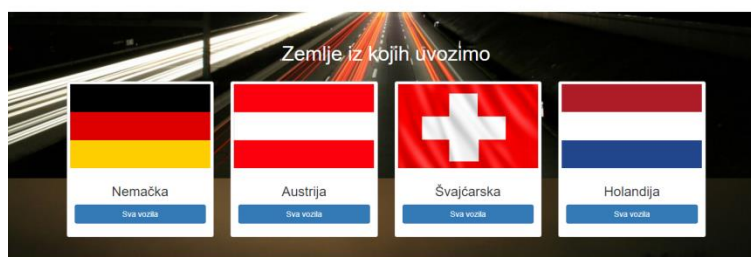 Zemlje iz kojih uvozimo
Nemačka
Austrija
Švajćarska
Holandija
Sva vozila
Sva vozila
Sva vozila
Sva vozila